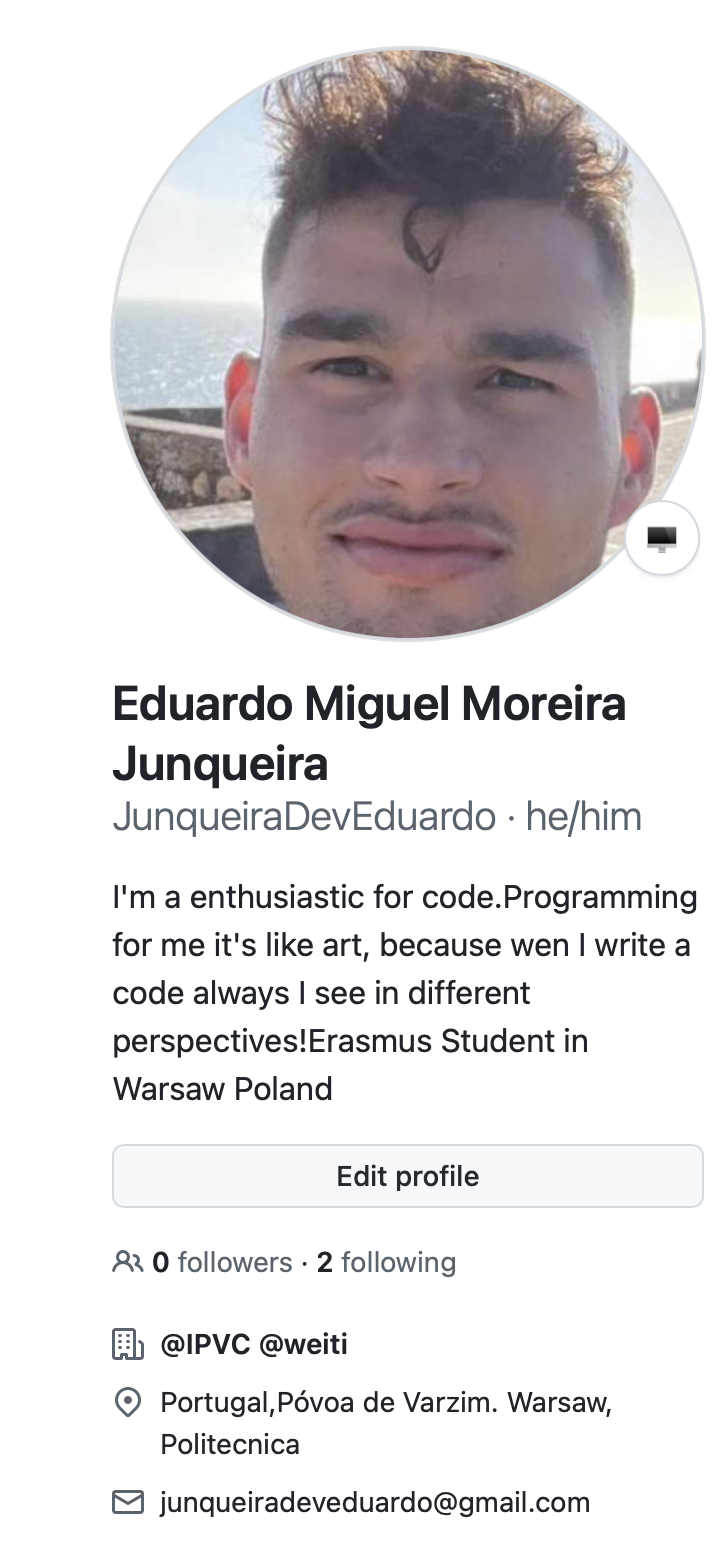 Eduardo Miguel Moreira
Junqueira
JunqueiraDevEduardo · he/him
I'm a enthusiastic for code.Programming
for me it's like art, because wen I write a
code always I see in different
perspectives!Erasmus Student in
Warsaw Poland
Edit profile
0 followers · 2 following
@IPVC @weiti
Portugal,Póvoa de Varzim. Warsaw,
Politecnica
junqueiradeveduardo@gmail.com